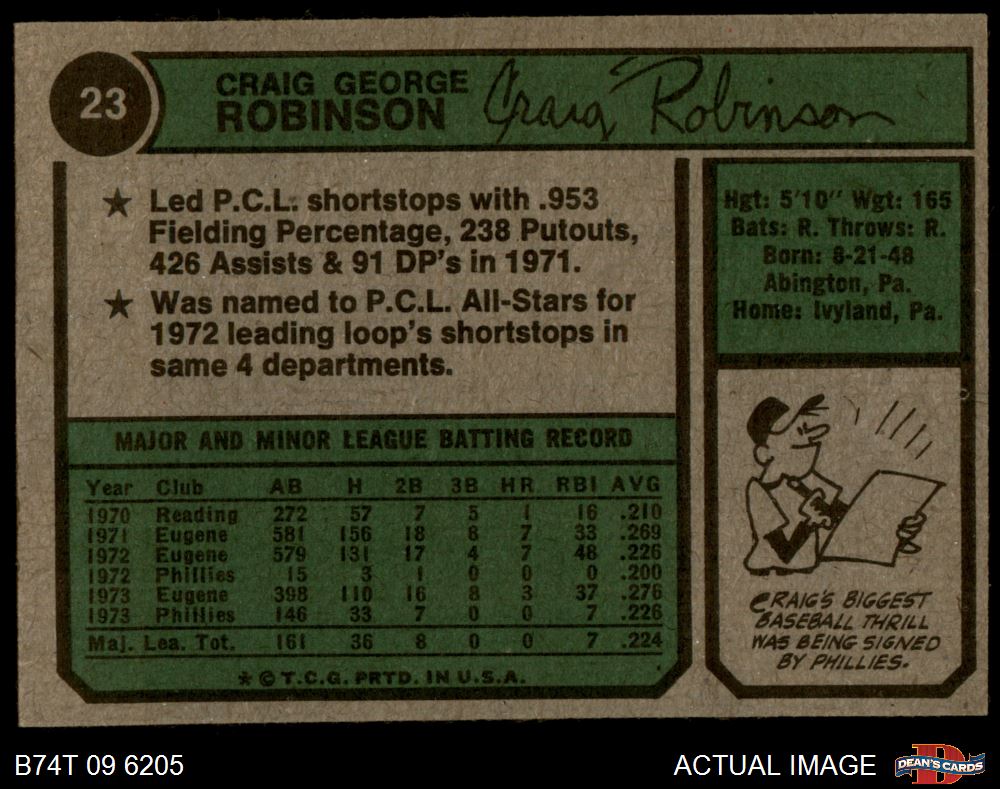 23
CRAIG GEORGE
ROBINSON
Craig Robinson
★ Led P.C.L. shortstops with .953
Fielding Percentage, 238 Putouts,
426 Assists & 91 DP's in 1971.
★ Was named to P.C.L. All-Stars for
1972 leading loop's shortstops in
same 4 departments.
Hgt: 5'10" Wgt: 165
Bats: R. Throws: R.
Born: 8-21-48
Abington, Pa.
Home: Ivyland, Pa.
MAJOR AND MINOR LEAGUE BATTING RECORD
Year Club AB H 2B 3B HR RBI AVG
1970 Reading 272 57 7 5 1 16 .210
1971 Eugene 581 156 18 8 7 33 .269
1972 Eugene 579 131 17 4 7 48 .226
1972 Phillies 15 3 1 0 0 0 .200
1973 Eugene 398 110 16 8 3 37 .276
1973 Phillies 146 33 7 0 0 7 .226
Maj. Lea. Tot. 161 36 8 0 0 7 .224
★ © T.C.G. PRTD. IN U.S.A.
CRAIG'S BIGGEST
BASEBALL THRILL
WAS BEING SIGNED
BY PHILLIES.
B74T 09 6205
ACTUAL IMAGE
DEAN'S CARDS